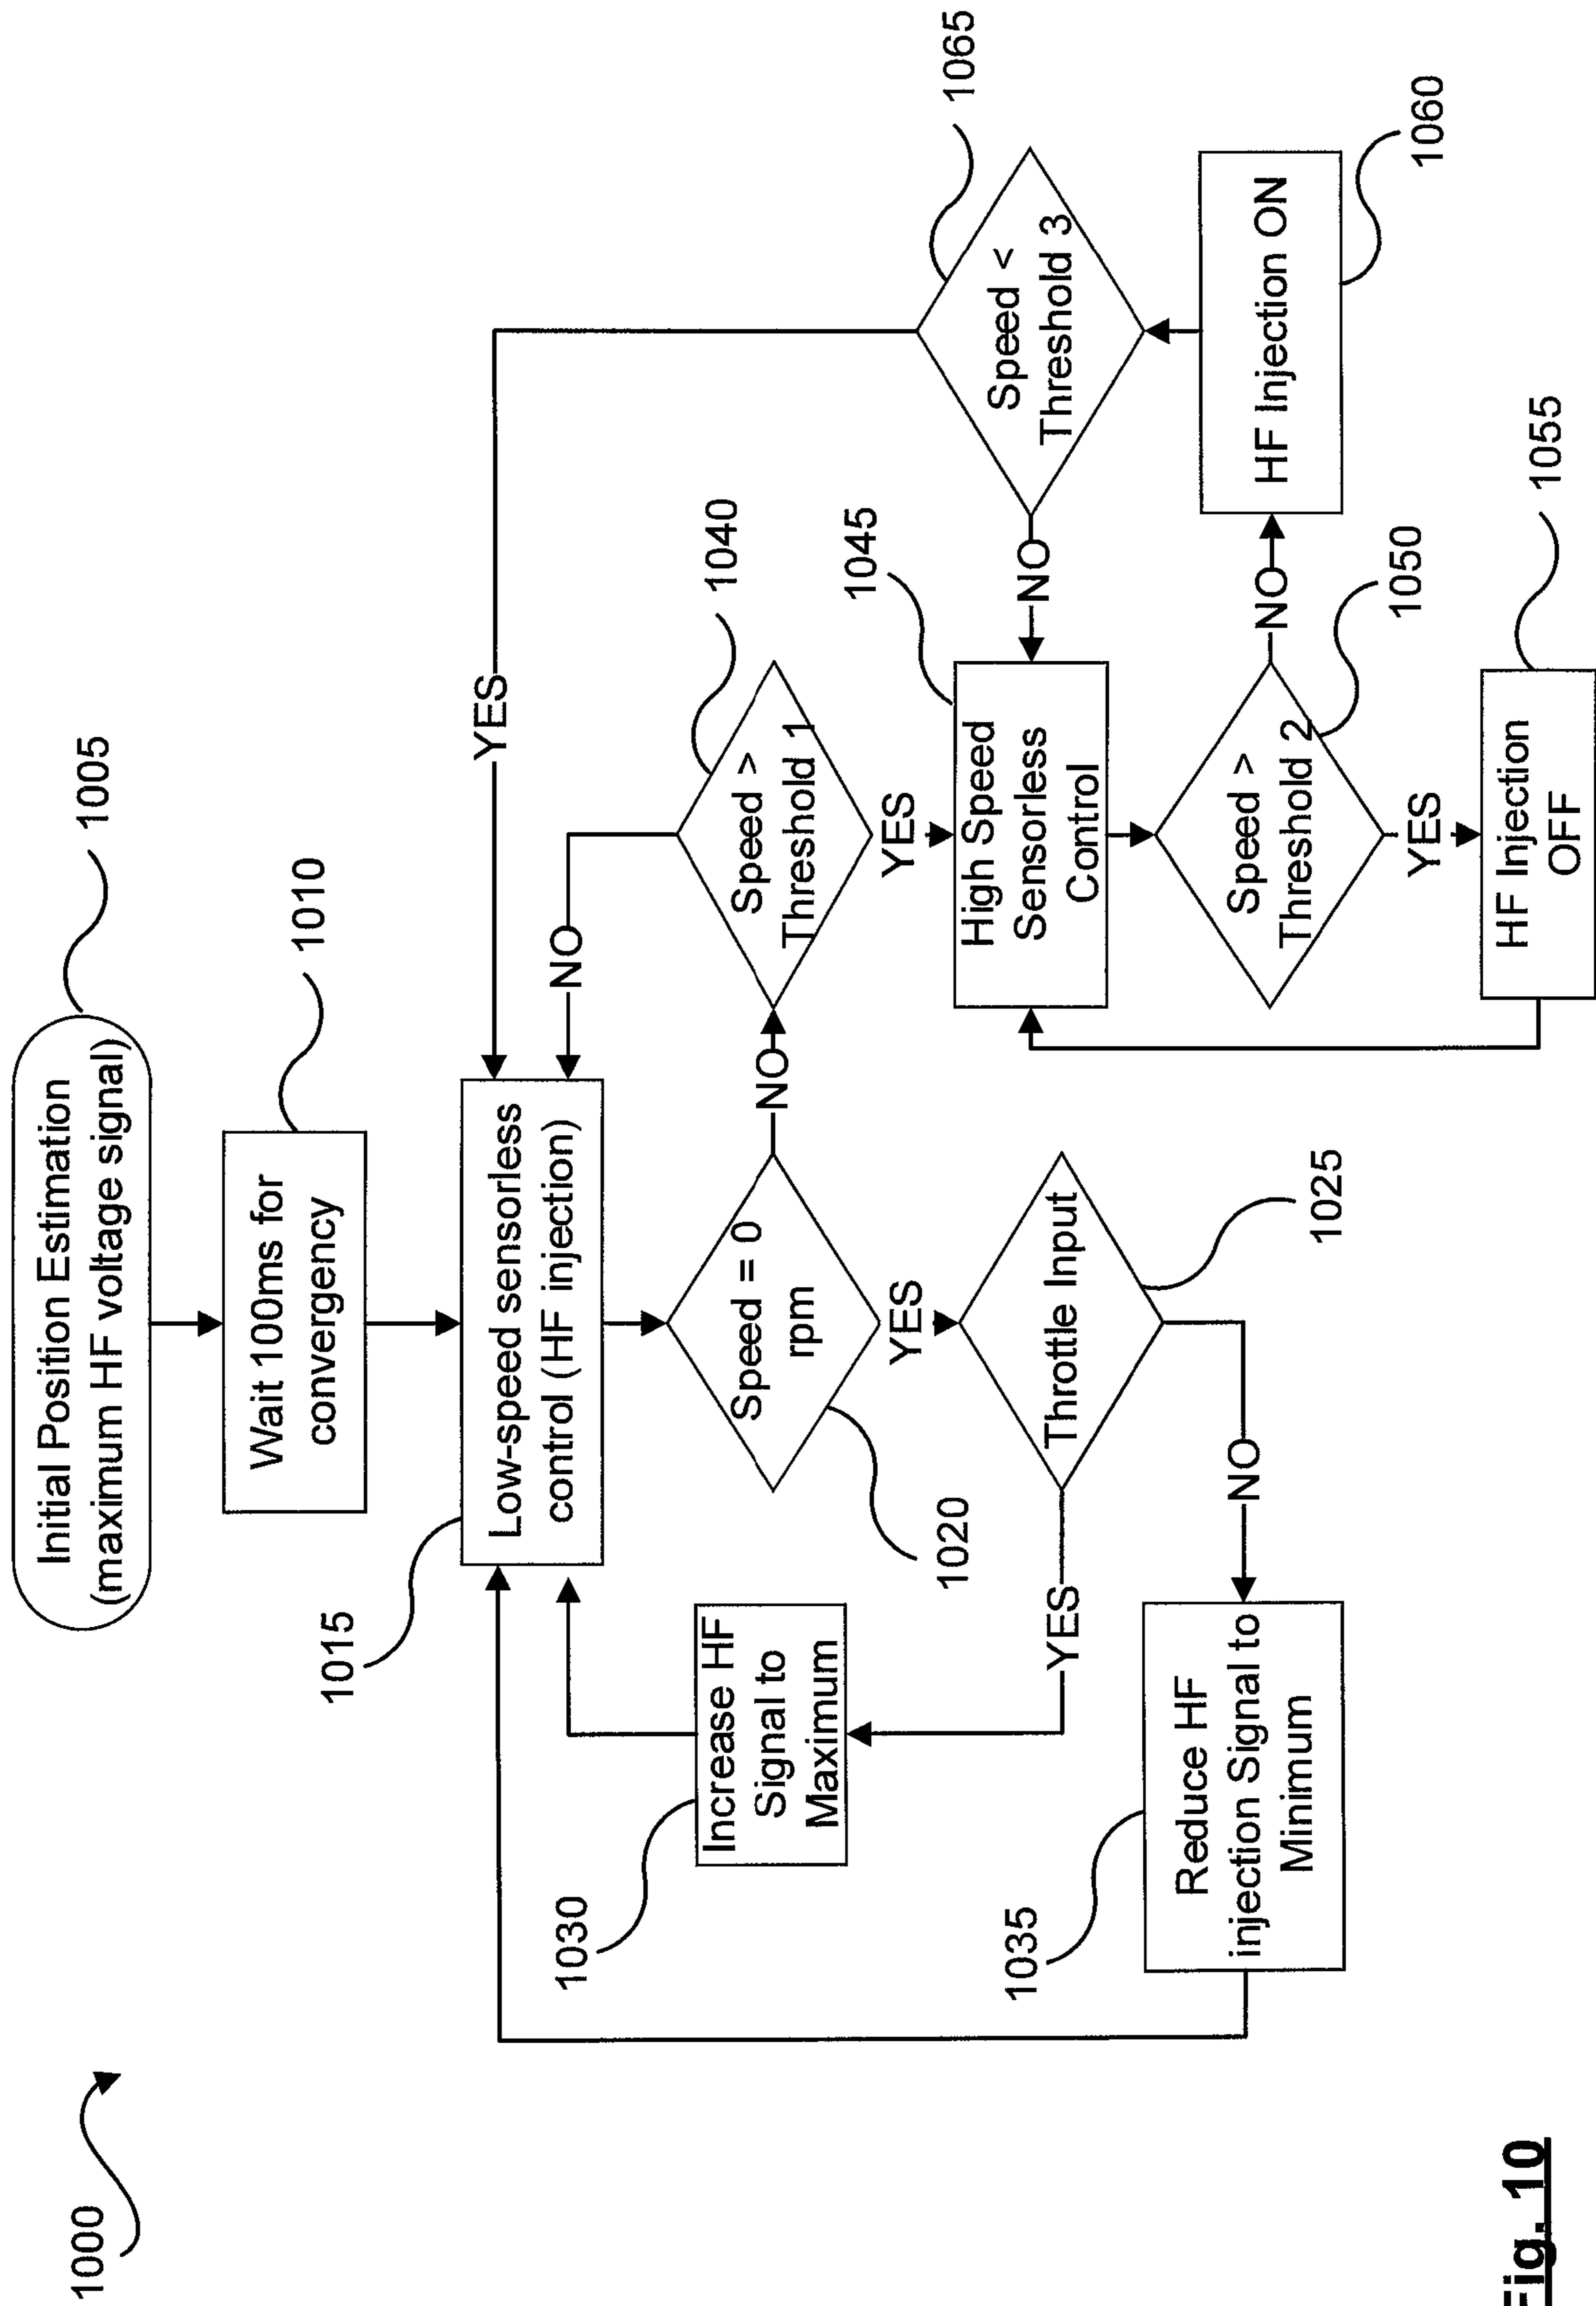 1000
Initial Position Estimation
(maximum HF voltage signal)
1005
Wait 100ms for
convergency
1010
1015
Low-speed sensorless
control (HF injection)
YES
NO
Speed = 0
rpm
1020
NO
YES
Throttle Input
1025
YES
NO
1030
Increase HF
Signal to
Maximum
1035
Reduce HF
injection Signal to
Minimum
Speed >
Threshold 1
1040
YES
High Speed
Sensorless
Control
1045
NO
Speed >
Threshold 2
1050
NO
YES
HF Injection
OFF
1055
HF Injection ON
1060
Speed <
Threshold 3
1065
Fig. 10